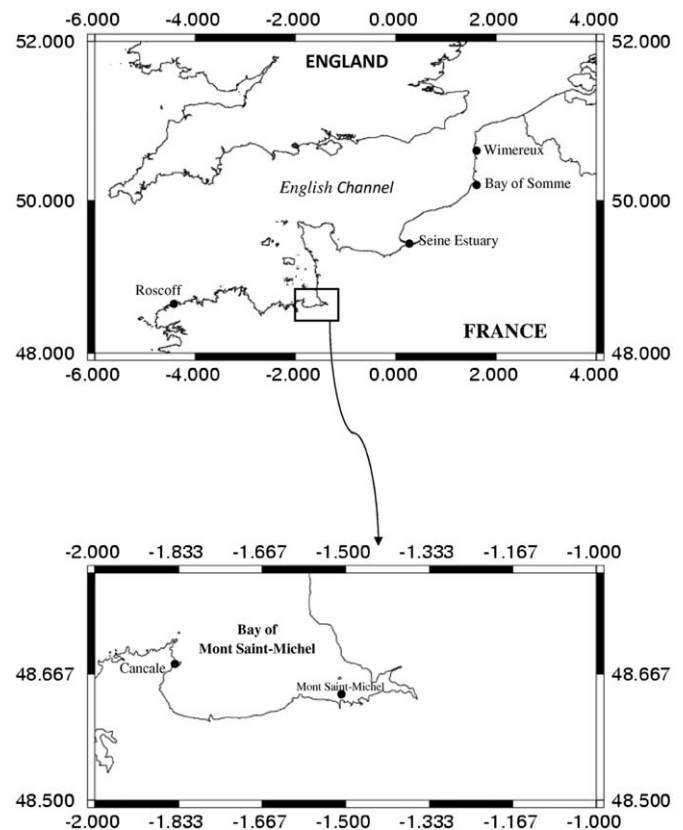 -6.000 -4.000 -2.000 0.000 2.000 4.000
52.000 52.000
ENGLAND
Wimereux
English Channel
Bay of Somme
50.000 50.000
Seine Estuary
Roscoff
FRANCE
48.000 48.000
-6.000 -4.000 -2.000 0.000 2.000 4.000
-2.000 -1.833 -1.667 -1.500 -1.333 -1.167 -1.000
Bay of
Mont Saint-Michel
Cancale
48.667 48.667
Mont Saint-Michel
48.500 48.500
-2.000 -1.833 -1.667 -1.500 -1.333 -1.167 -1.000